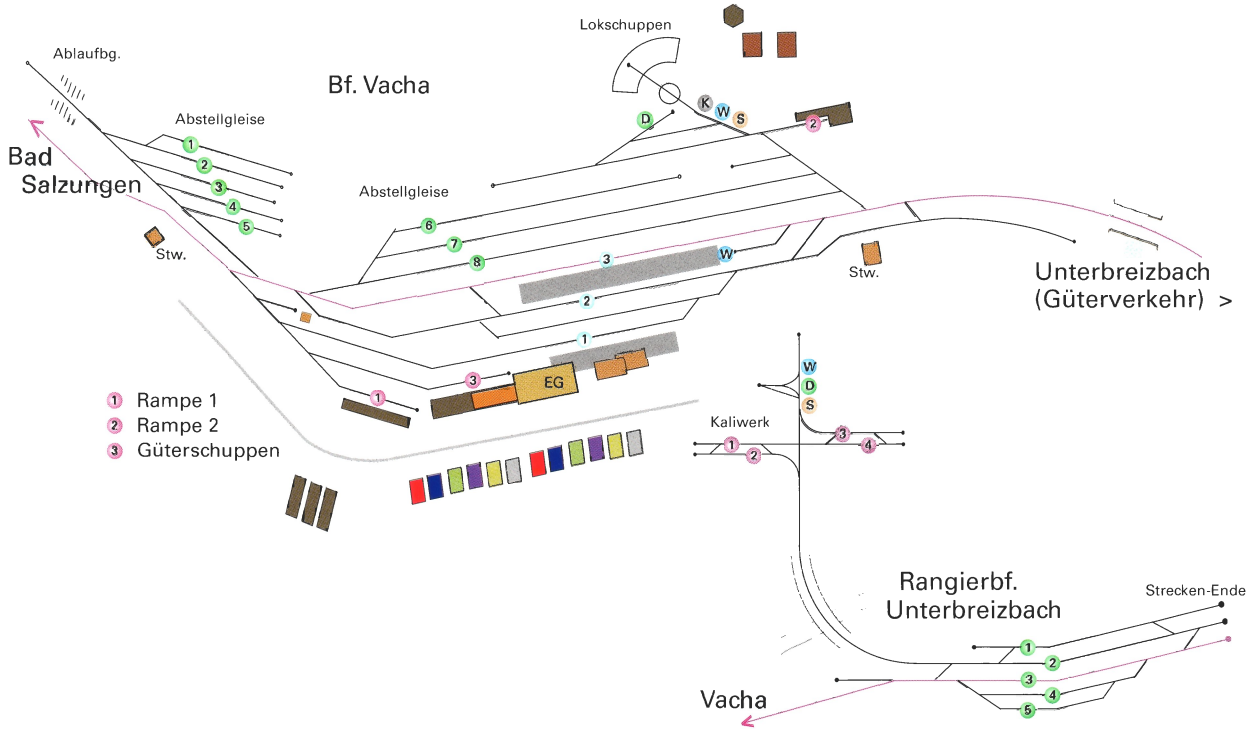 Lokschuppen
Ablaufbg.
Bf. Vacha
K
W
S
Abstellgleise
D
2
1
Bad
Salzungen
2
3
4
5
Abstellgleise
6
7
8
Stw.
3
W
Stw.
Unterbreizbach
(Güterverkehr) >
2
1
3
EG
1
1 Rampe 1
2 Rampe 2
3 Güterschuppen
W
D
S
Kaliwerk
3
1
4
2
Rangierbf.
Unterbreizbach
Strecken-Ende
1
2
3
4
5
Vacha